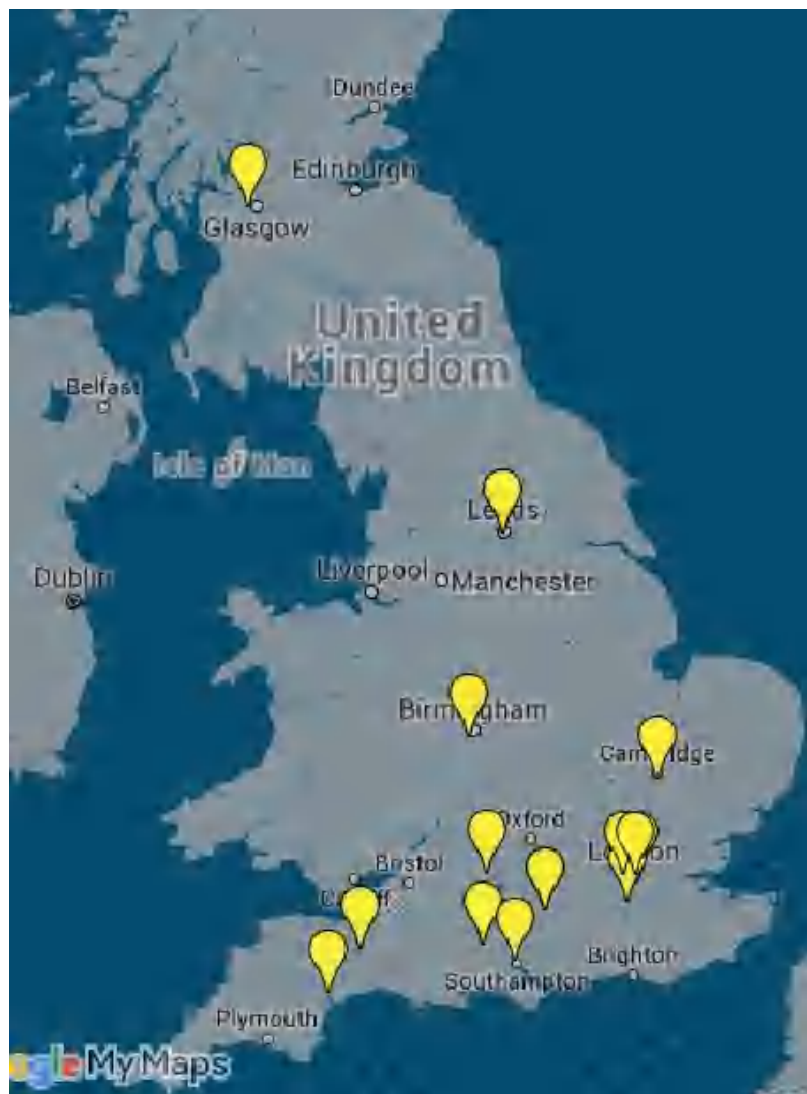 Dundee
Edinburgh
Glasgow
United
Kingdom
Belfast
Isle of Man
Leeds
Dublin
Liverpool
Manchester
Birmingham
Cambridge
Oxford
London
Bristol
Cardiff
Brighton
Southampton
Plymouth
ogle My Maps